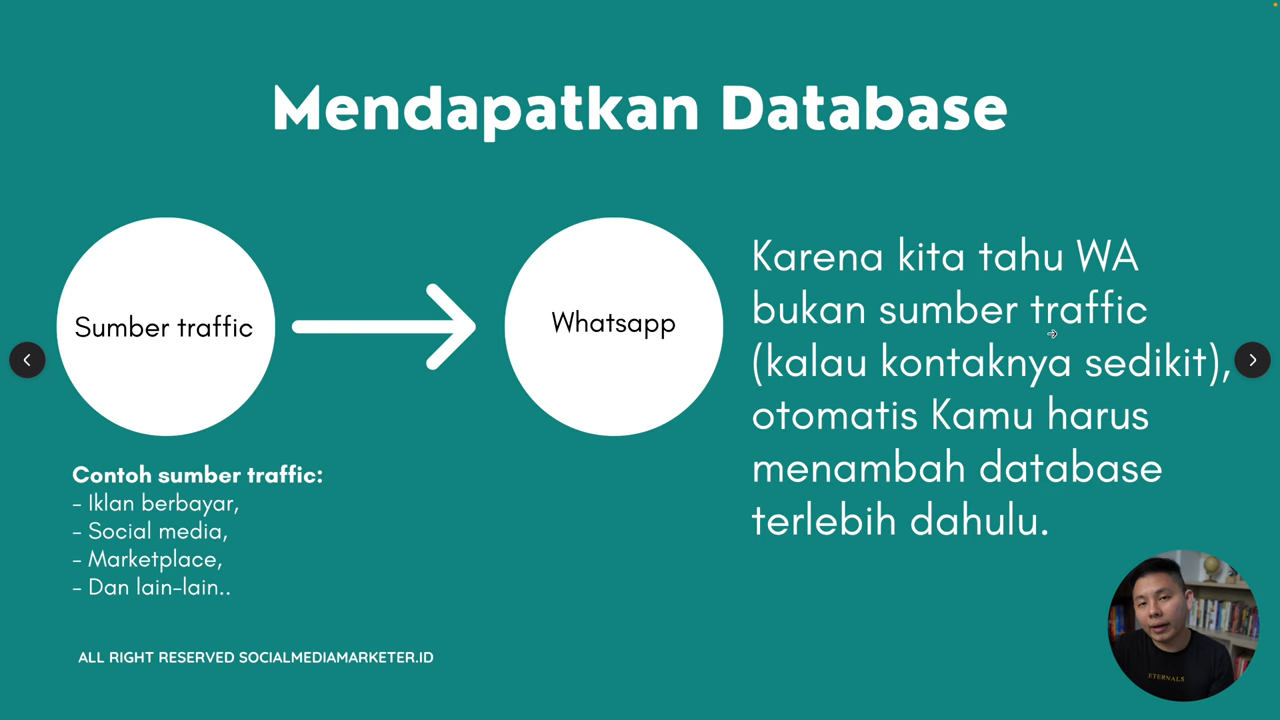 Mendapatkan Database
Sumber traffic
Whatsapp
Karena kita tahu WA
bukan sumber traffic
(kalau kontaknya sedikit),
otomatis Kamu harus
menambah database
terlebih dahulu.
Contoh sumber traffic:
- Iklan berbayar,
- Social media,
- Marketplace,
- Dan lain-lain..
ALL RIGHT RESERVED SOCIALMEDIAMARKETER.ID
ETERNALS